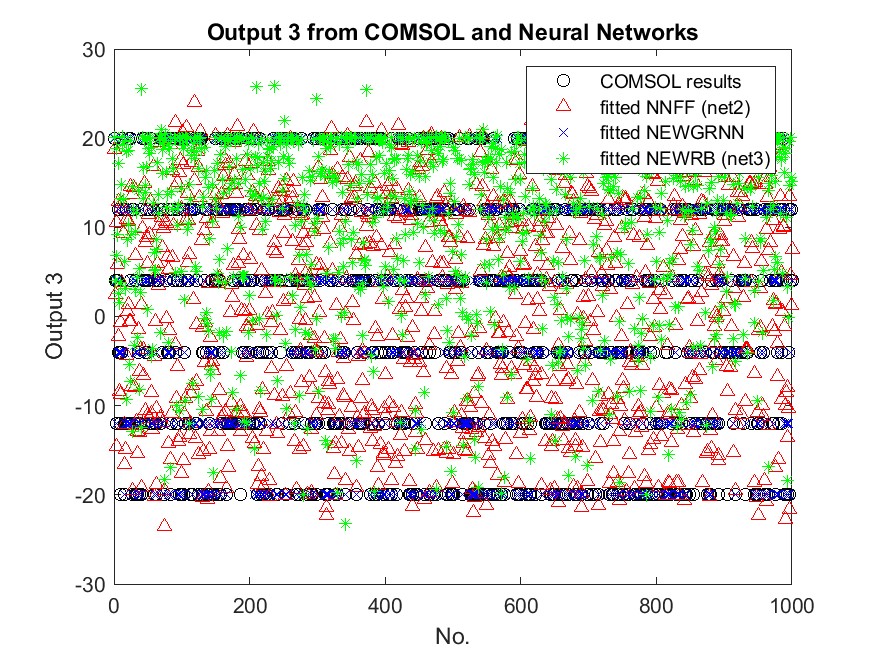 Output 3 from COMSOL and Neural Networks
30
20
10
0
-10
-20
-30
Output 3
0
200
400
600
800
1000
No.
COMSOL results
fitted NNFF (net2)
fitted NEWGRNN
fitted NEWRB (net3)